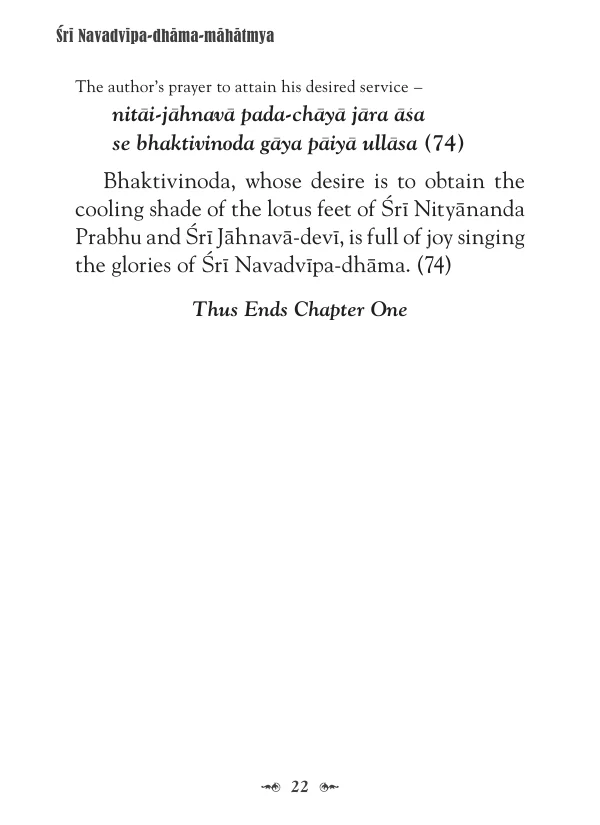 Śrī Navadvīpa-dhāma-māhātmya
The author's prayer to attain his desired service –
nitāi-jāhnavā pada-chāyā jāra āśa
se bhaktivinoda gāya pāiyā ullāsa (74)
Bhaktivinoda, whose desire is to obtain the
cooling shade of the lotus feet of Śrī Nityānanda
Prabhu and Śrī Jāhnavā-devī, is full of joy singing
the glories of Śrī Navadvīpa-dhāma. (74)
Thus Ends Chapter One
22